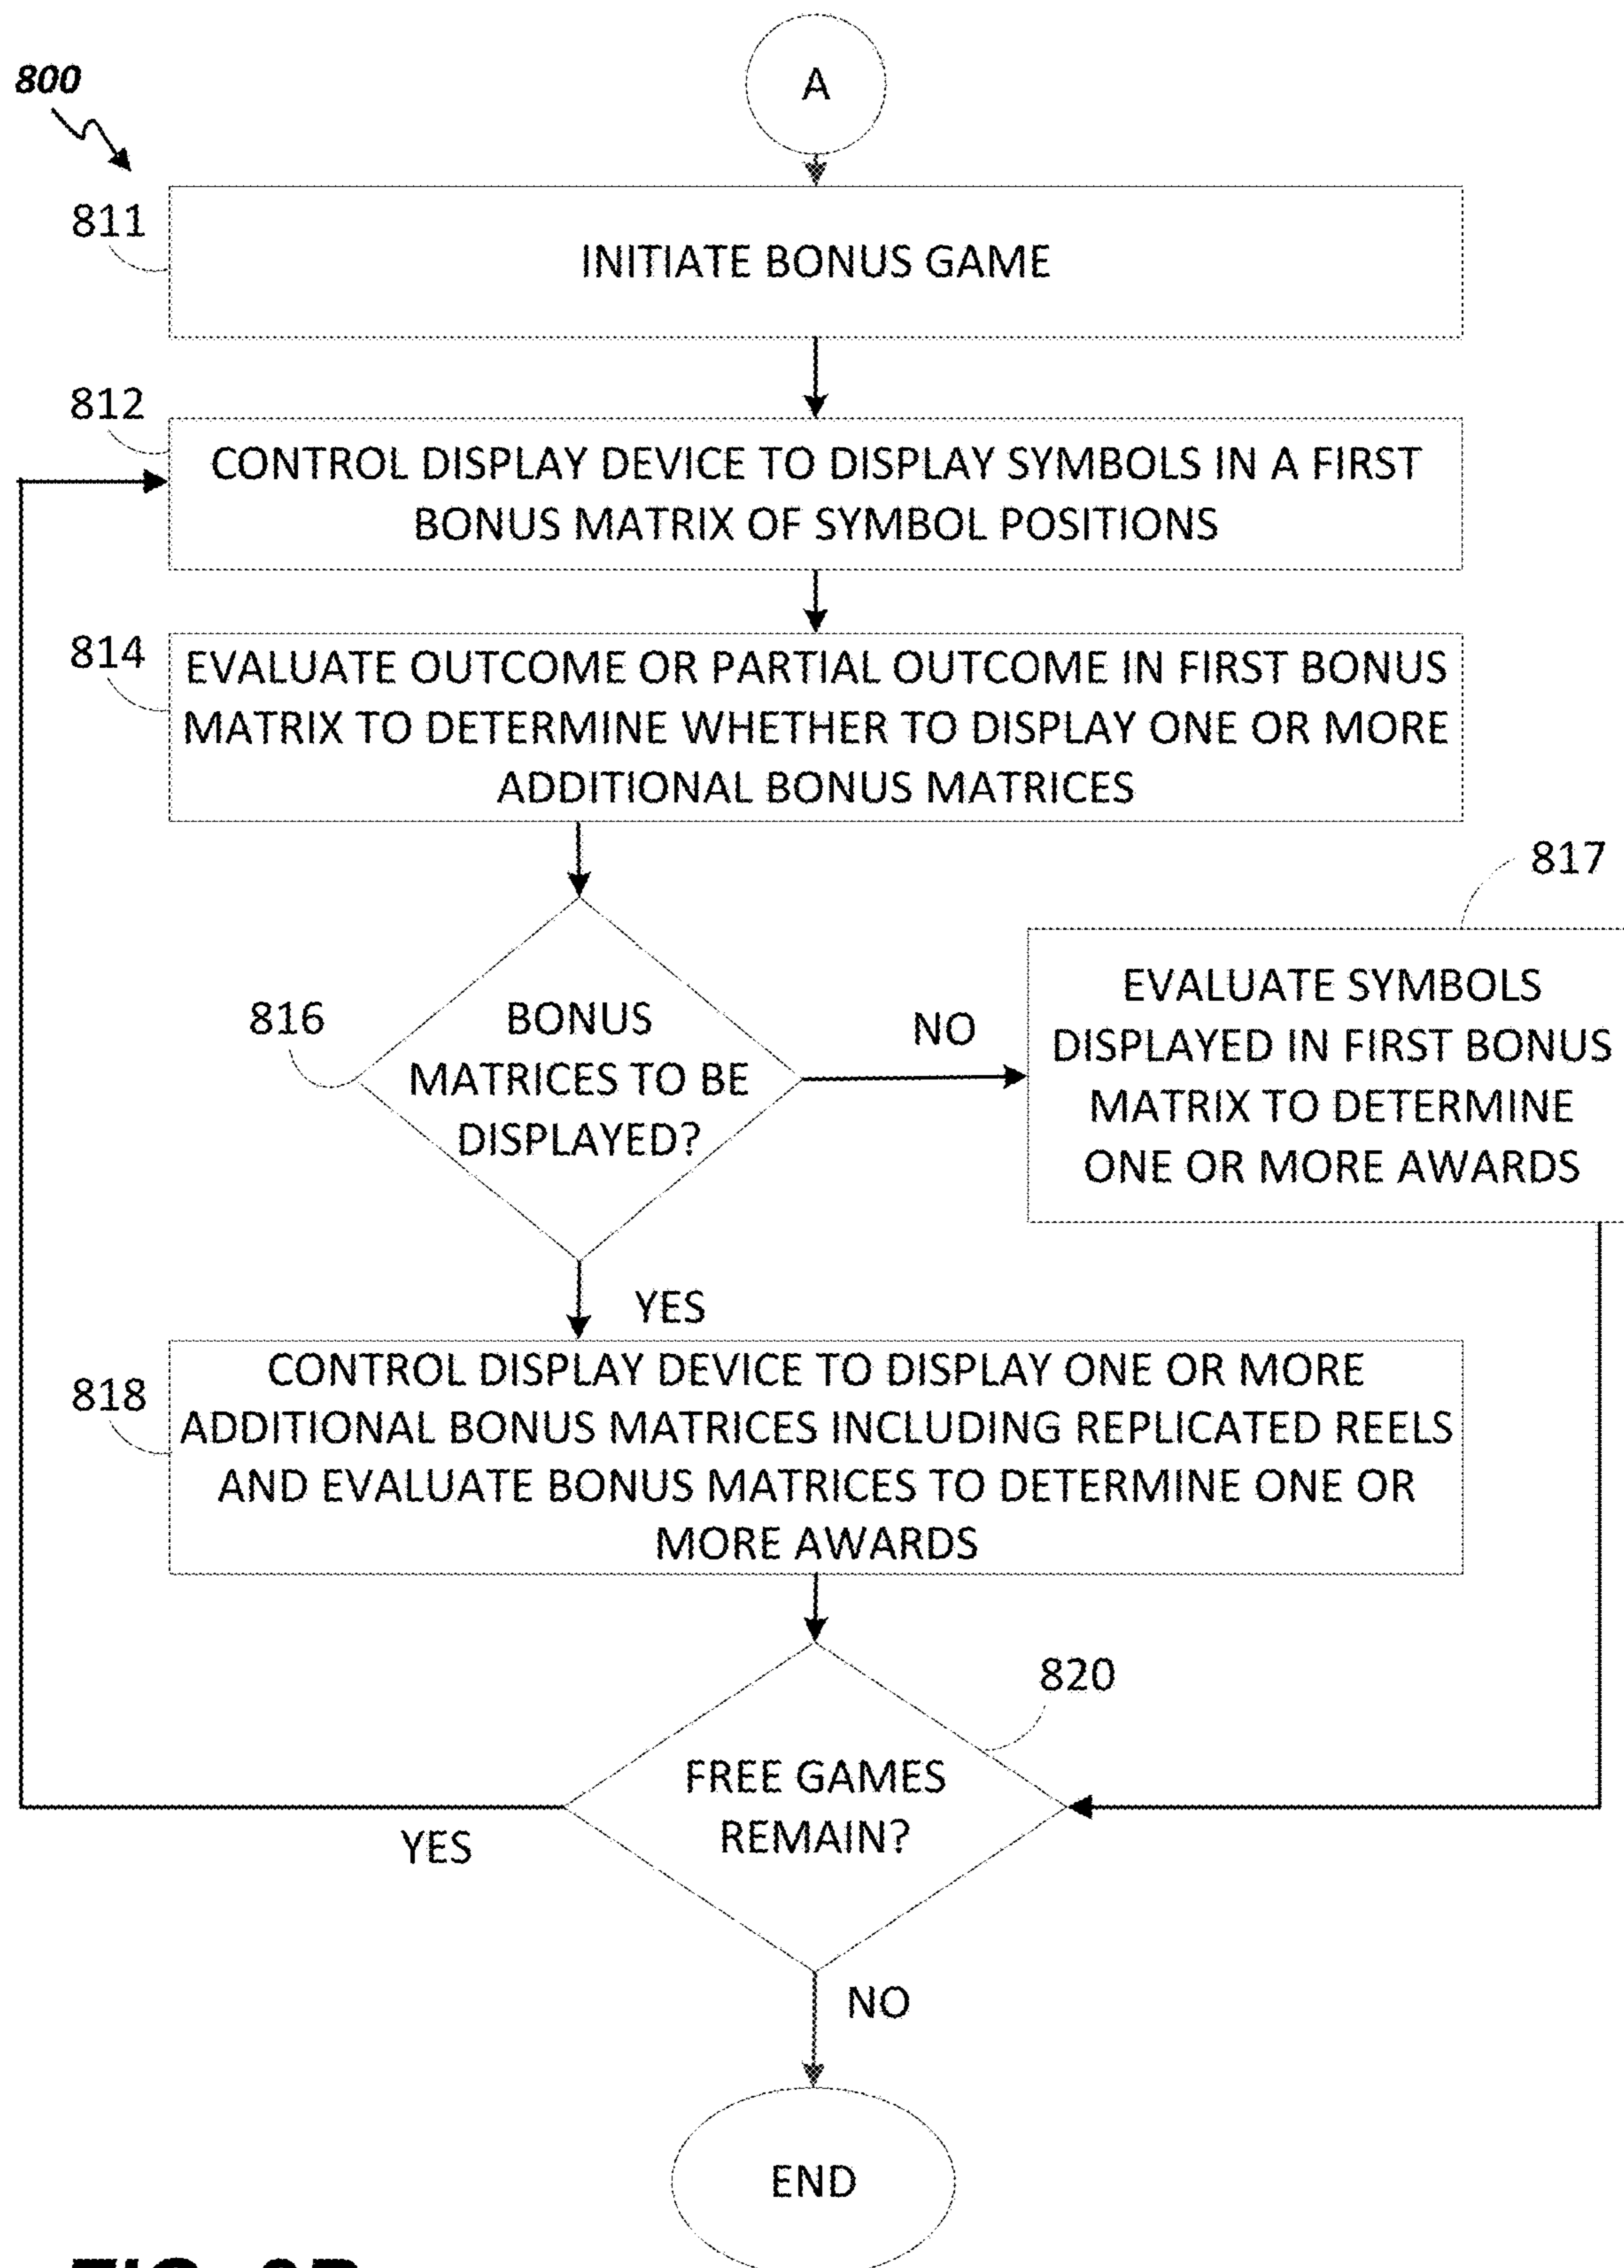 800
A
811
INITIATE BONUS GAME
812
CONTROL DISPLAY DEVICE TO DISPLAY SYMBOLS IN A FIRST
BONUS MATRIX OF SYMBOL POSITIONS
814
EVALUATE OUTCOME OR PARTIAL OUTCOME IN FIRST BONUS
MATRIX TO DETERMINE WHETHER TO DISPLAY ONE OR MORE
ADDITIONAL BONUS MATRICES
816
BONUS
MATRICES TO BE
DISPLAYED?
NO
817
EVALUATE SYMBOLS
DISPLAYED IN FIRST BONUS
MATRIX TO DETERMINE
ONE OR MORE AWARDS
YES
818
CONTROL DISPLAY DEVICE TO DISPLAY ONE OR MORE
ADDITIONAL BONUS MATRICES INCLUDING REPLICATED REELS
AND EVALUATE BONUS MATRICES TO DETERMINE ONE OR
MORE AWARDS
820
FREE GAMES
REMAIN?
YES
NO
END